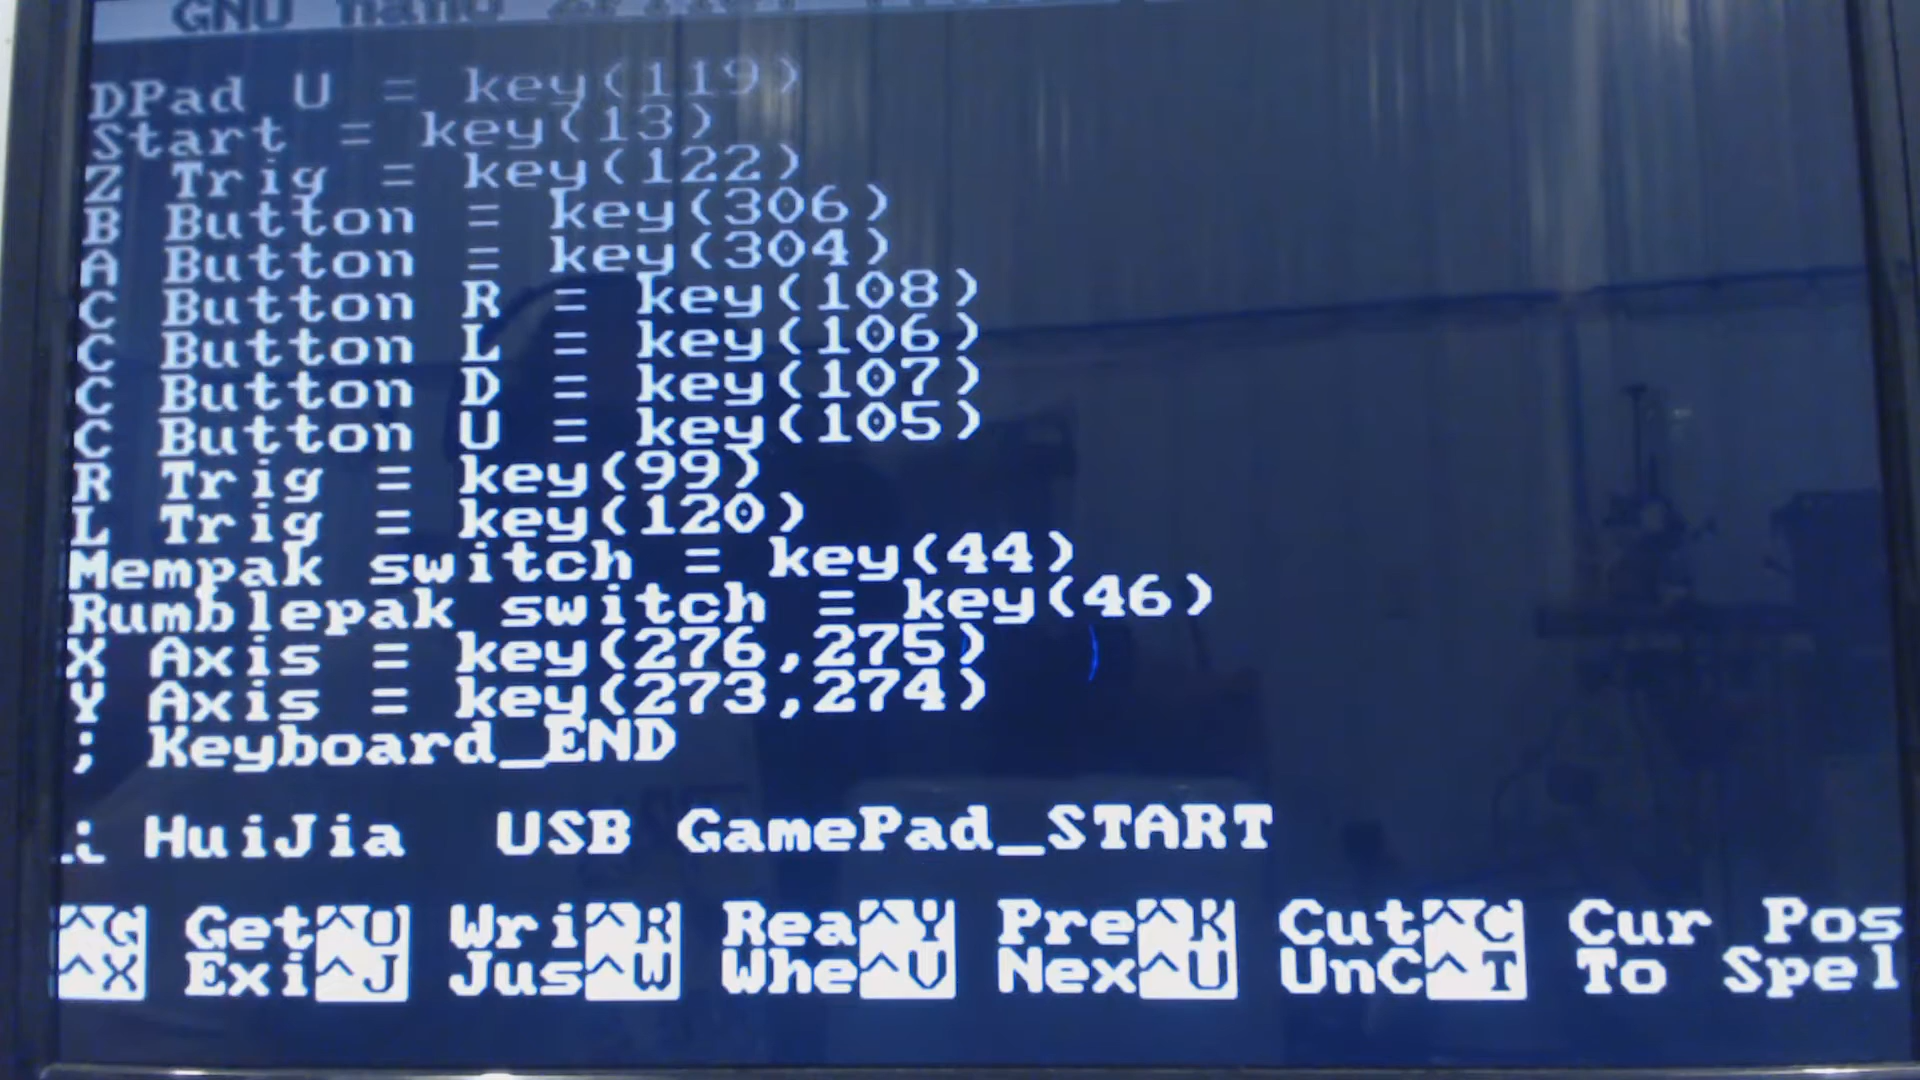 GNU nano
DPad U = key(119)
Start = key(13)
Z Trig = key(122)
B Button = key(306)
A Button = key(304)
C Button R = key(108)
C Button L = key(106)
C Button D = key(107)
C Button U = key(105)
R Trig = key(99)
L Trig = key(120)
Mempak switch = key(44)
Rumblepak switch = key(46)
X Axis = key(276,275)
Y Axis = key(273,274)
; Keyboard_END
; HuiJia  USB GamePad_START
^G Get^O Wri^R Rea^Y Pre^K Cut^C Cur Pos
^X Exi^J Jus^W Whe^V Nex^U UnC^T To Spel